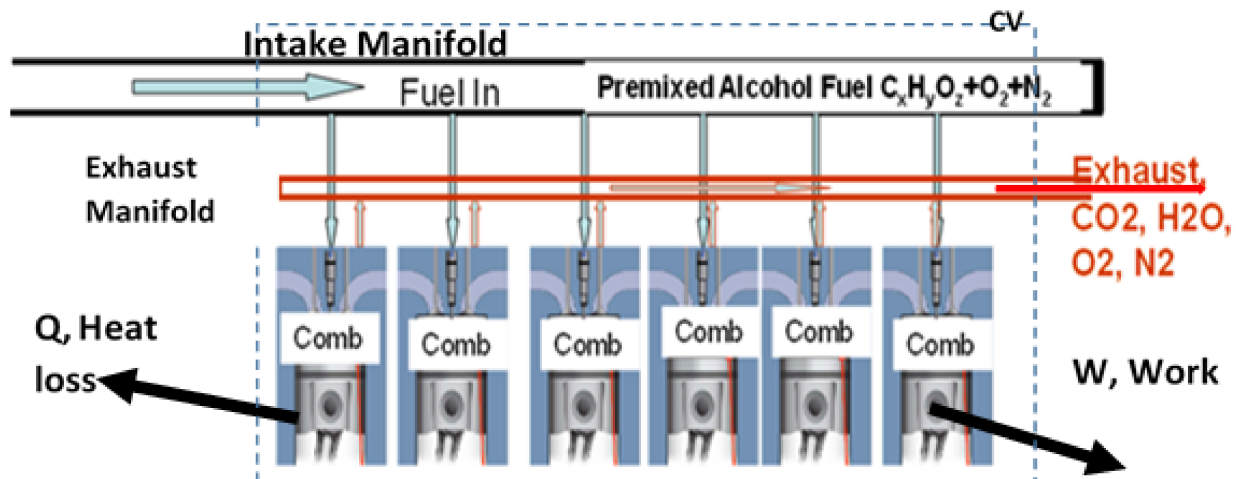 CV
Intake Manifold
Fuel In
Premixed Alcohol Fuel CₓHᵧO_z+O₂+N₂
Exhaust
Manifold
Exhaust,
CO2, H2O,
O2, N2
Comb
Comb
Comb
Comb
Comb
Comb
Q, Heat
loss
W, Work